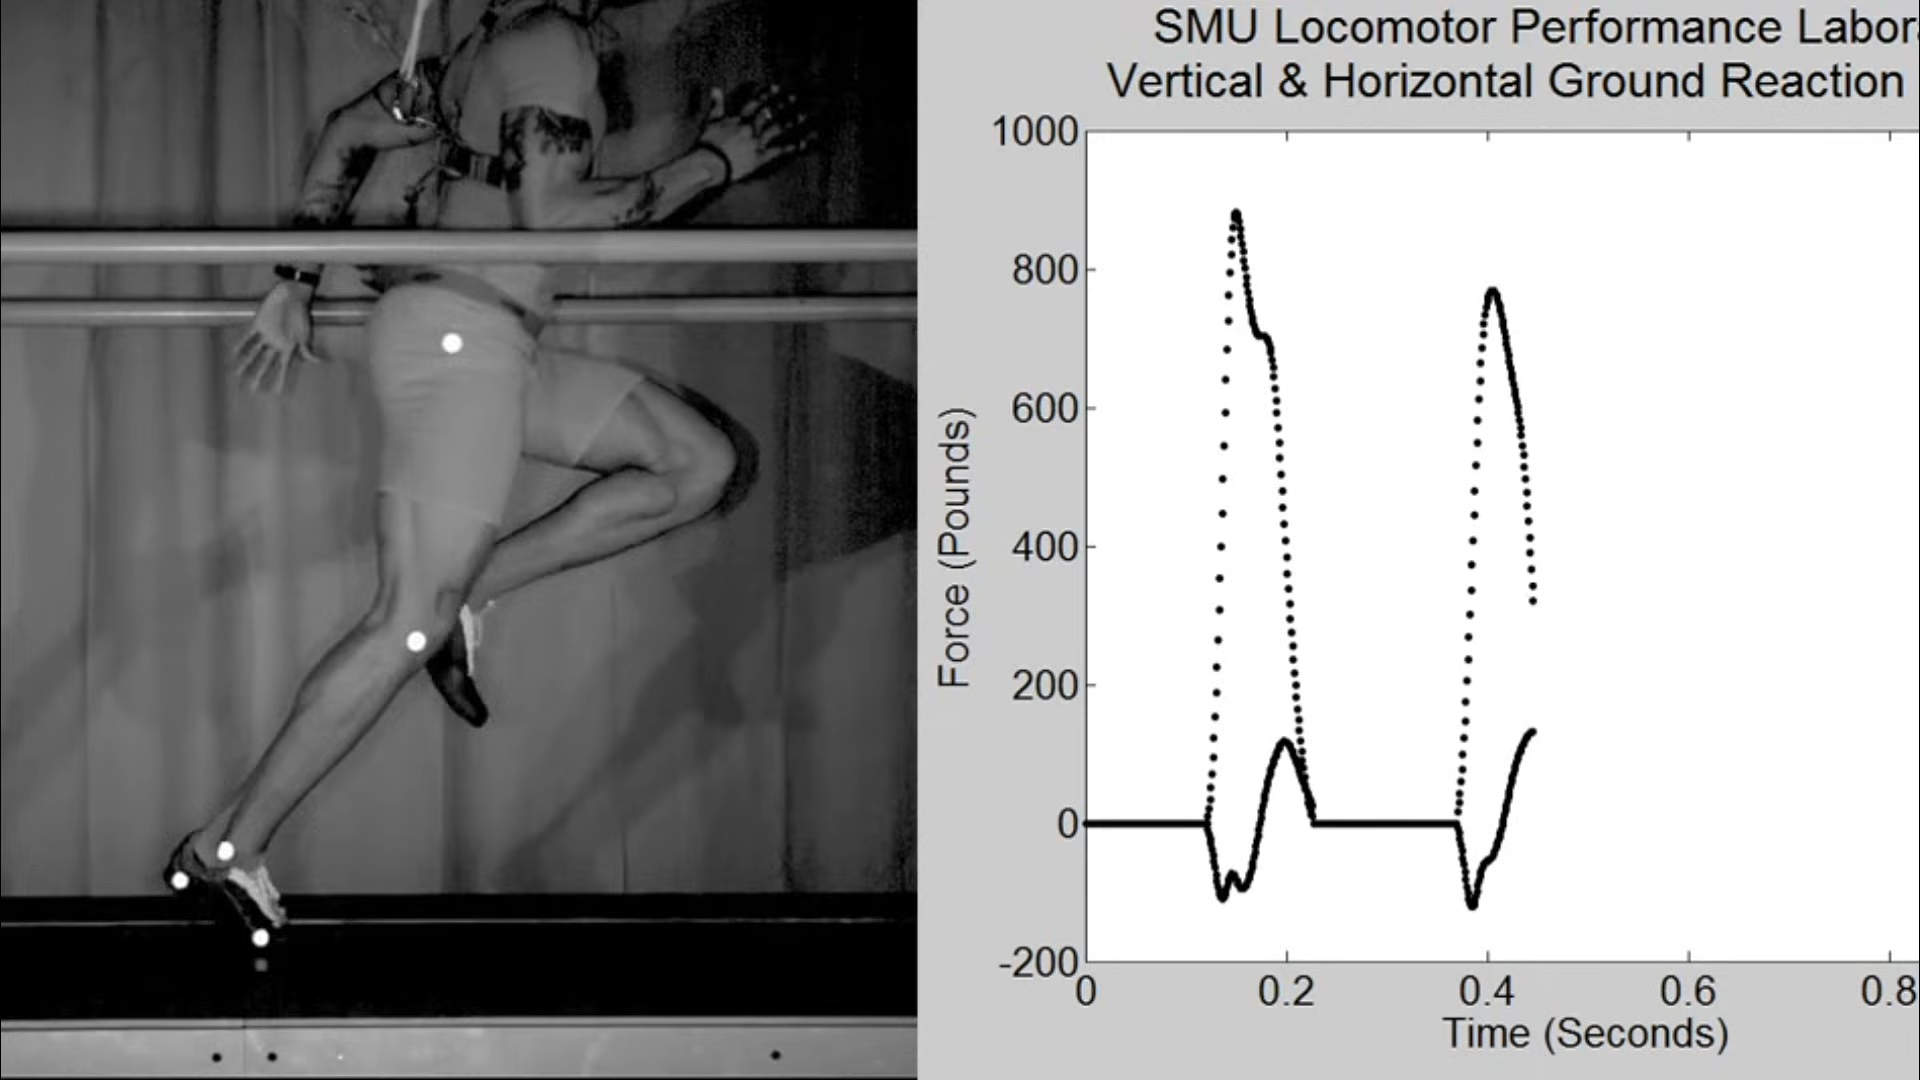 SMU Locomotor Performance
Vertical & Horizontal Ground Reaction
1000
800
600
400
200
0
-200
Force (Pounds)
0 0.2 0.4 0.6 0.8
Time (Seconds)